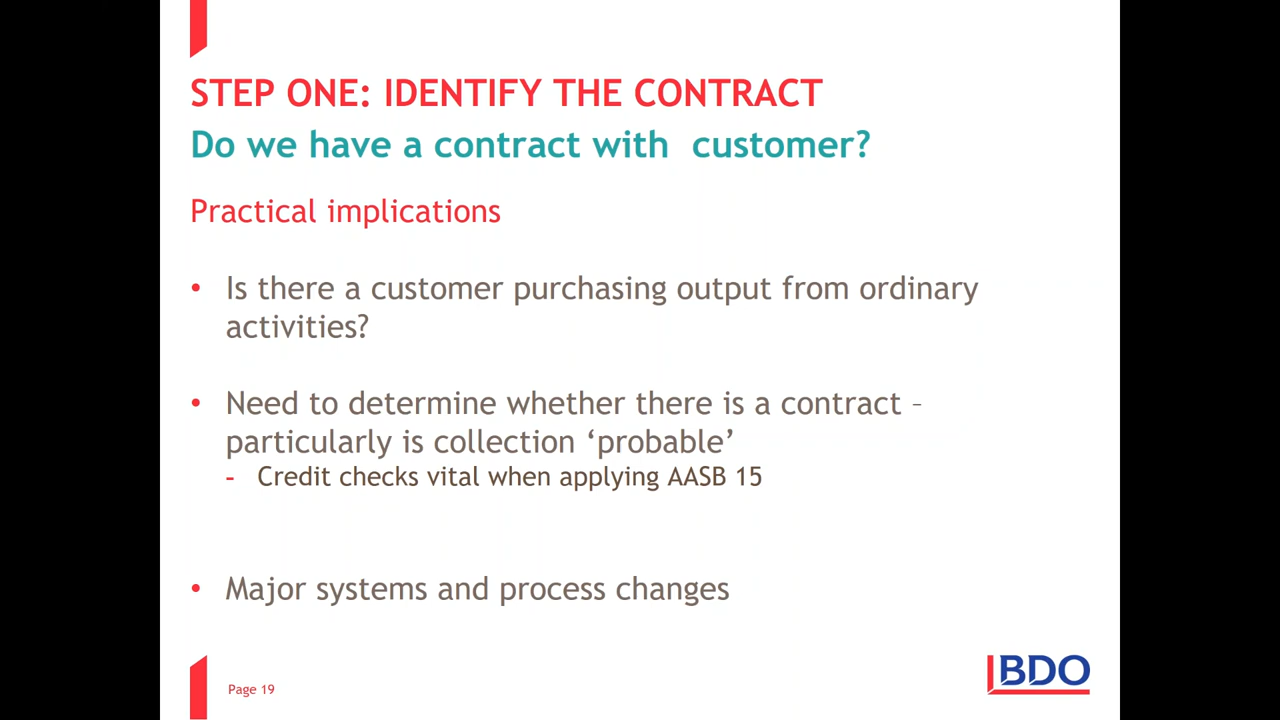 STEP ONE: IDENTIFY THE CONTRACT
Do we have a contract with  customer?
Practical implications
• Is there a customer purchasing output from ordinary
activities?
• Need to determine whether there is a contract –
particularly is collection ‘probable’
- Credit checks vital when applying AASB 15
• Major systems and process changes
Page 19
BDO